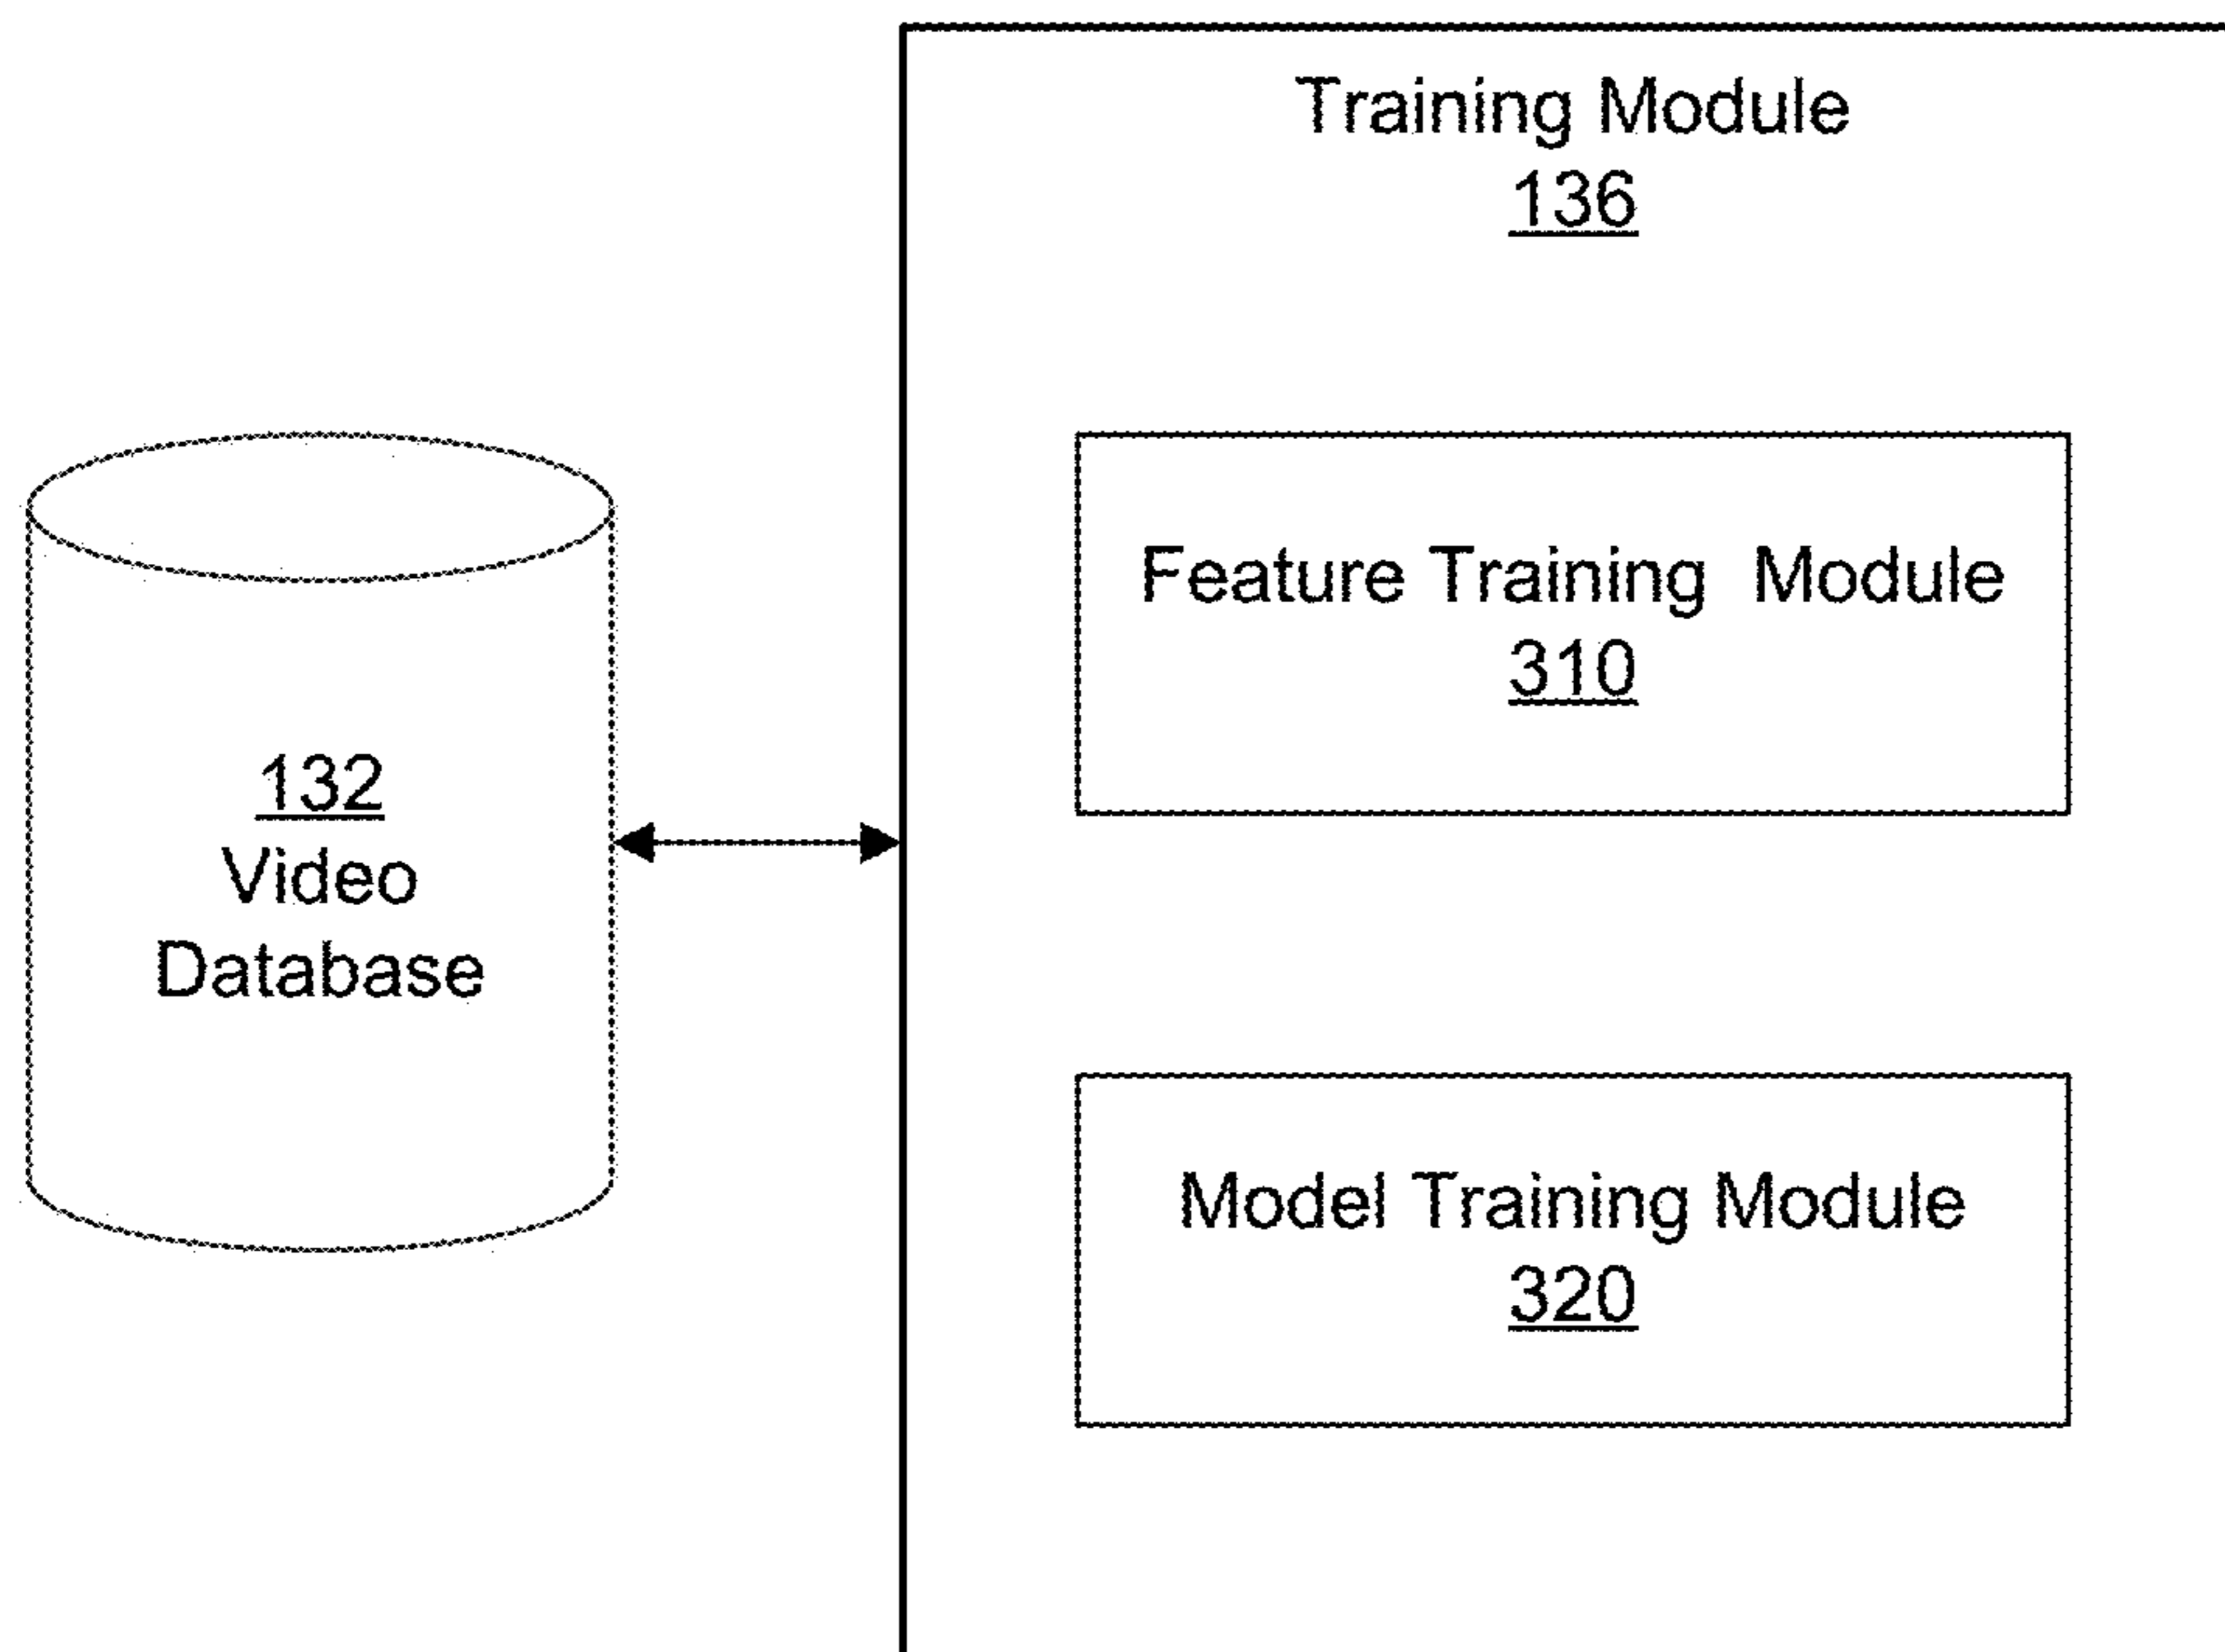 Training Module
136
Feature Training Module
310
132
Video
Database
Model Training Module
320